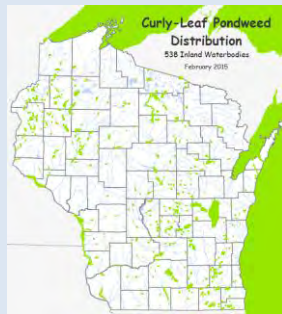 Curly-Leaf Pondweed
Distribution
538 Inland Waterbodies
February 2015